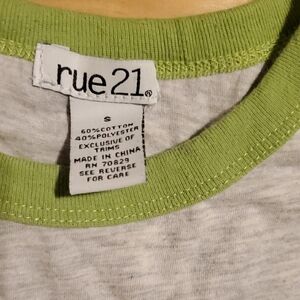 rue21®
S
60% COTTON
40% POLYESTER
EXCLUSIVE OF
TRIMS
MADE IN CHINA
RN 70829
SEE REVERSE
FOR CARE